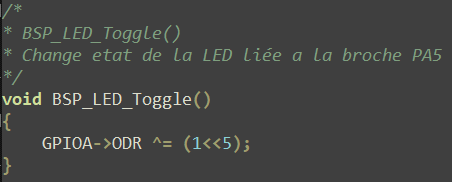 /*
* BSP_LED_Toggle()
* Change etat de la LED liée a la broche PA5
*/
void BSP_LED_Toggle()
{
    GPIOA->ODR ^= (1<<5);
}